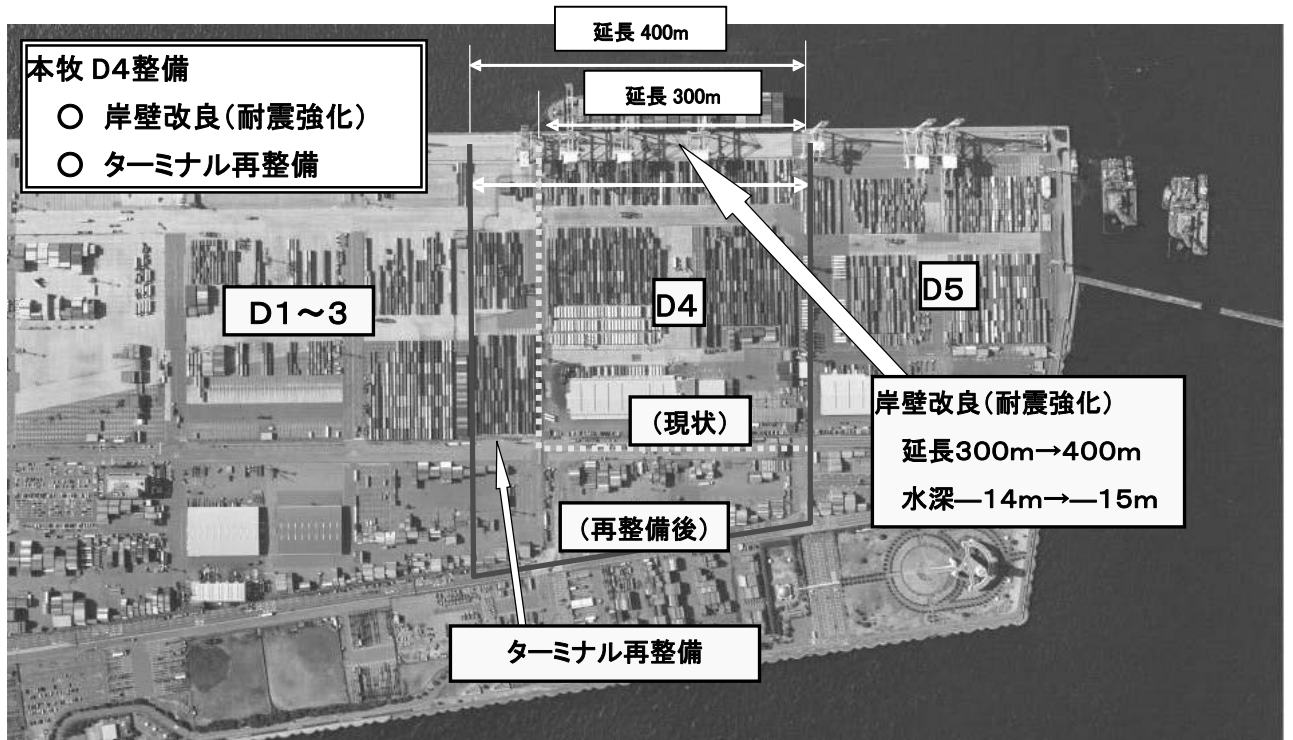 延長 400m
本牧 D4整備
○ 岸壁改良(耐震強化)
○ ターミナル再整備
延長 300m
D1～3
D4
D5
(現状)
岸壁改良(耐震強化)
延長300m→400m
水深―14m→―15m
(再整備後)
ターミナル再整備